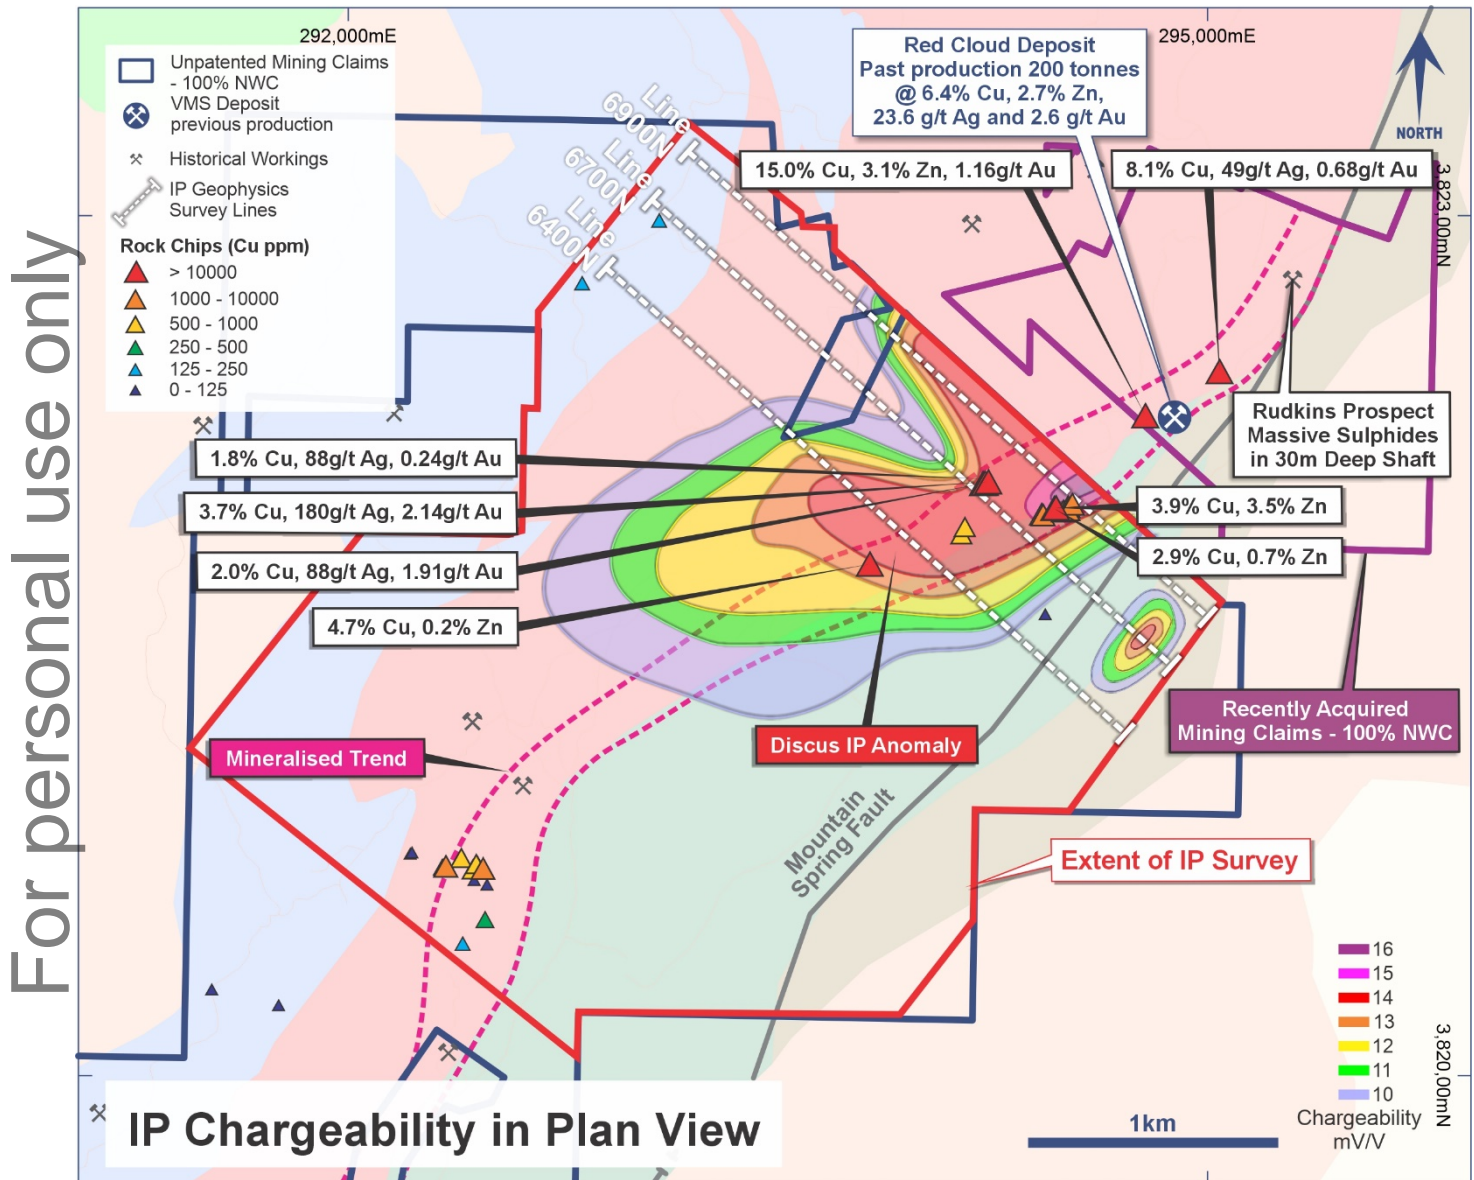 For personal use only
292,000mE
295,000mE
Unpatented Mining Claims
- 100% NWC
VMS Deposit
previous production
Historical Workings
IP Geophysics
Survey Lines
Rock Chips (Cu ppm)
> 10000
1000 - 10000
500 - 1000
250 - 500
125 - 250
0 - 125
Line
6900N
Line
6700N
Line
6400N
Red Cloud Deposit
Past production 200 tonnes
@ 6.4% Cu, 2.7% Zn,
23.6 g/t Ag and 2.6 g/t Au
NORTH
15.0% Cu, 3.1% Zn, 1.16g/t Au
8.1% Cu, 49g/t Ag, 0.68g/t Au
3,823,00mN
Rudkins Prospect
Massive Sulphides
in 30m Deep Shaft
1.8% Cu, 88g/t Ag, 0.24g/t Au
3.7% Cu, 180g/t Ag, 2.14g/t Au
2.0% Cu, 88g/t Ag, 1.91g/t Au
4.7% Cu, 0.2% Zn
3.9% Cu, 3.5% Zn
2.9% Cu, 0.7% Zn
Recently Acquired
Mining Claims - 100% NWC
Discus IP Anomaly
Mineralised Trend
Mountain
Spring Fault
Extent of IP Survey
16
15
14
13
12
11
10
Chargeability
mV/V
3,820,00mN
1km
IP Chargeability in Plan View